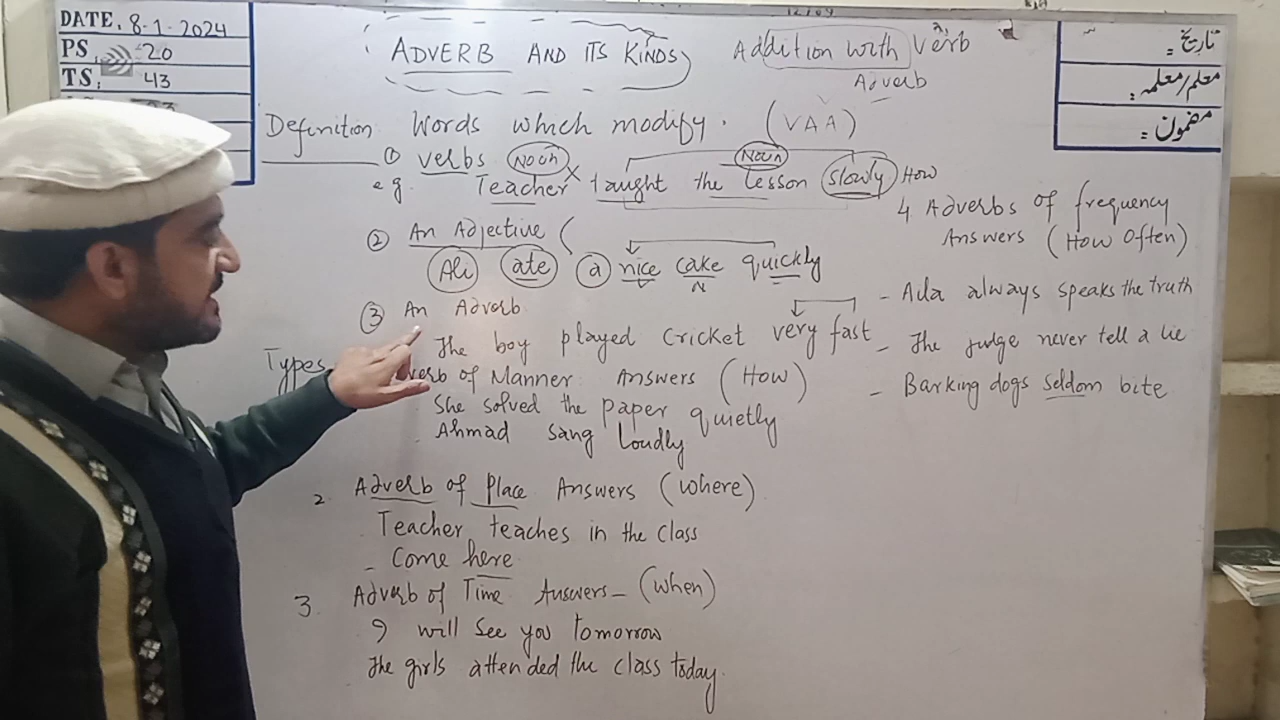 DATE. 8-1-2024
PS, 20
TS: 43
ADVERB AND ITS KINDS
Addition with Verb
Adverb
Definition Words which modify. (VAA)
① verbs Noun Noun
e.g. Teacher x taught the lesson slowly How
② An Adjective (
Ali ate a nice cake quickly
N
③ An Adverb
The boy played cricket very fast
Types
verb of Manner Answers (How)
She solved the paper quietly
- Ahmad sang Loudly
2. Adverb of Place Answers (where)
Teacher teaches in the class
- Come here
3. Adverb of Time Answers - (when)
I will see you tomorrow
The girls attended the class today.
4 Adverbs of frequency
Answers (How Often)
- Aila always speaks the truth
- The judge never tell a lie
- Barking dogs seldom bite
تاریخ =
معلم/معلمہ =
مضمون =